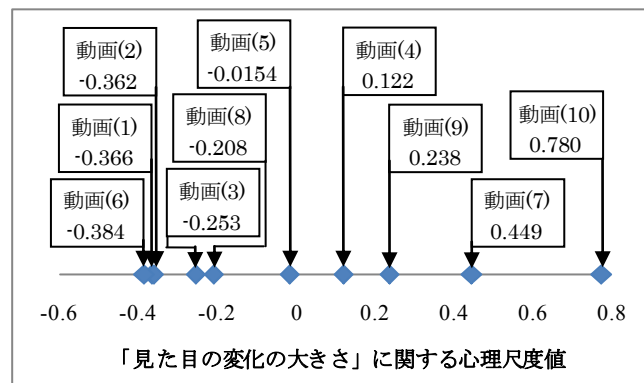 動画(2)
-0.362
動画(5)
-0.0154
動画(4)
0.122
動画(1)
-0.366
動画(8)
-0.208
動画(9)
0.238
動画(10)
0.780
動画(6)
-0.384
動画(3)
-0.253
動画(7)
0.449
-0.6 -0.4 -0.2 0 0.2 0.4 0.6 0.8
「見た目の変化の大きさ」に関する心理尺度値